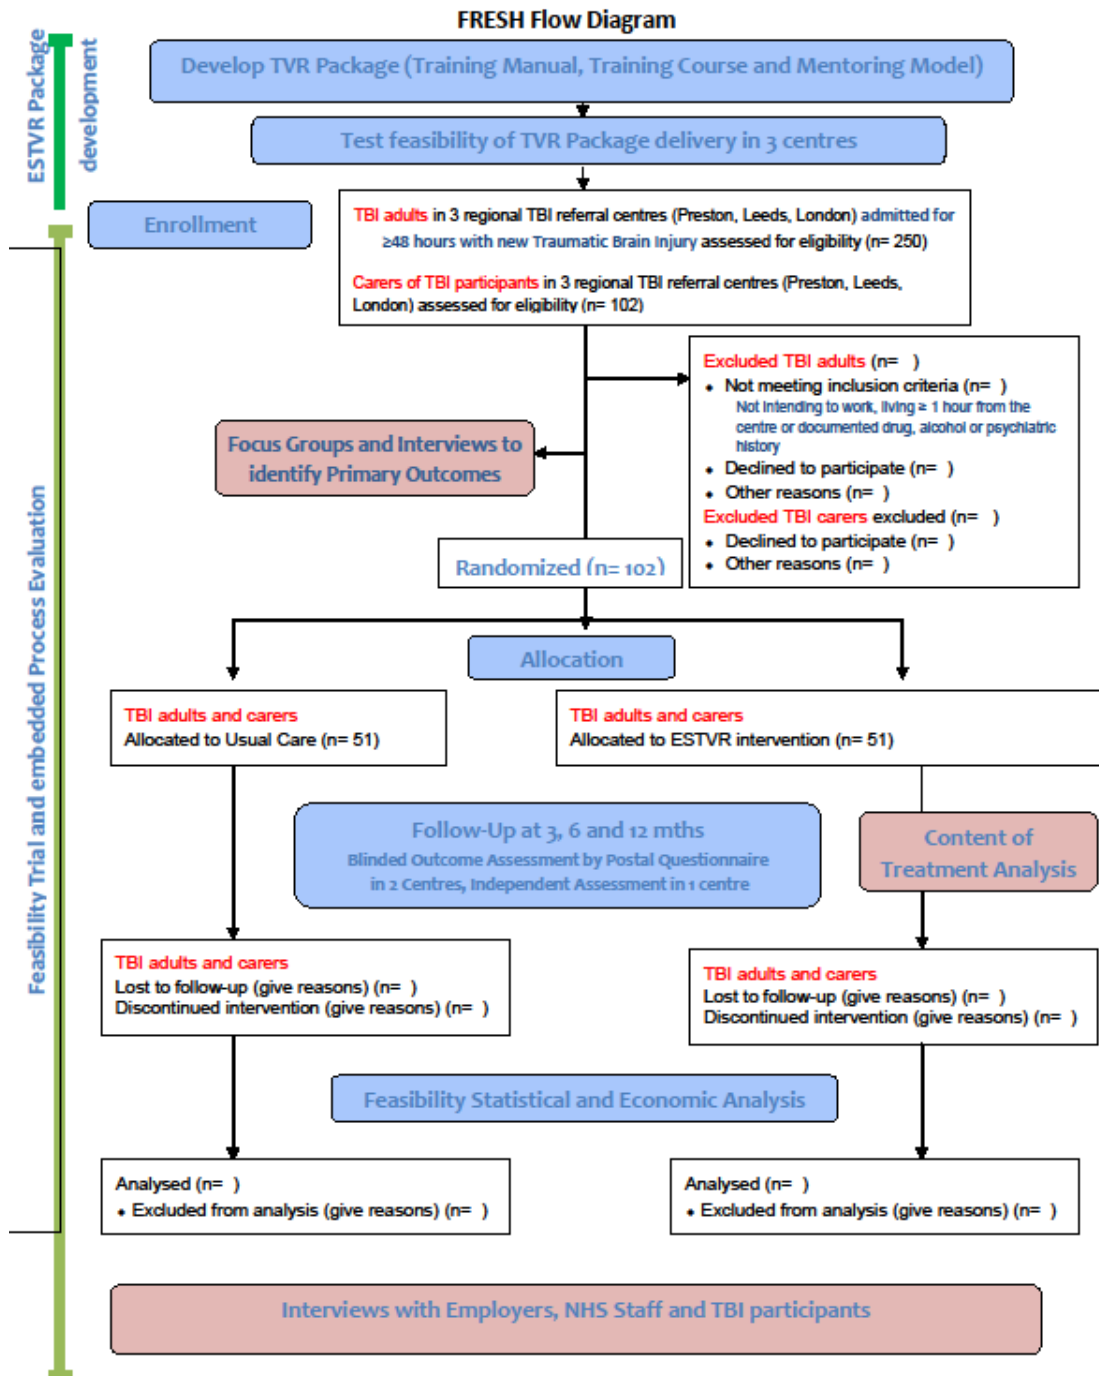 FRESH Flow Diagram
ESTVR Package
development
Develop TVR Package (Training Manual, Training Course and Mentoring Model)
Test feasibility of TVR Package delivery in 3 centres
Enrollment
TBI adults in 3 regional TBI referral centres (Preston, Leeds, London) admitted for
≥48 hours with new Traumatic Brain Injury assessed for eligibility (n= 250)
Carers of TBI participants in 3 regional TBI referral centres (Preston, Leeds,
London) assessed for eligibility (n= 102)
Excluded TBI adults (n=   )
• Not meeting inclusion criteria (n=  )
Not intending to work, living ≥ 1 hour from the
centre or documented drug, alcohol or psychiatric
history
• Declined to participate (n=  )
• Other reasons (n=  )
Excluded TBI carers excluded (n=   )
• Declined to participate (n=  )
• Other reasons (n=  )
Focus Groups and Interviews to
identify Primary Outcomes
Randomized (n= 102)
Allocation
TBI adults and carers
Allocated to Usual Care (n= 51)
TBI adults and carers
Allocated to ESTVR intervention (n= 51)
Feasibility Trial and embedded Process Evaluation
Follow-Up at 3, 6 and 12 mths
Blinded Outcome Assessment by Postal Questionnaire
in 2 Centres, Independent Assessment in 1 centre
Content of
Treatment Analysis
TBI adults and carers
Lost to follow-up (give reasons) (n=  )
Discontinued intervention (give reasons) (n=  )
TBI adults and carers
Lost to follow-up (give reasons) (n=  )
Discontinued intervention (give reasons) (n=  )
Feasibility Statistical and Economic Analysis
Analysed (n=  )
• Excluded from analysis (give reasons) (n=  )
Analysed (n=  )
• Excluded from analysis (give reasons) (n=  )
Interviews with Employers, NHS Staff and TBI participants